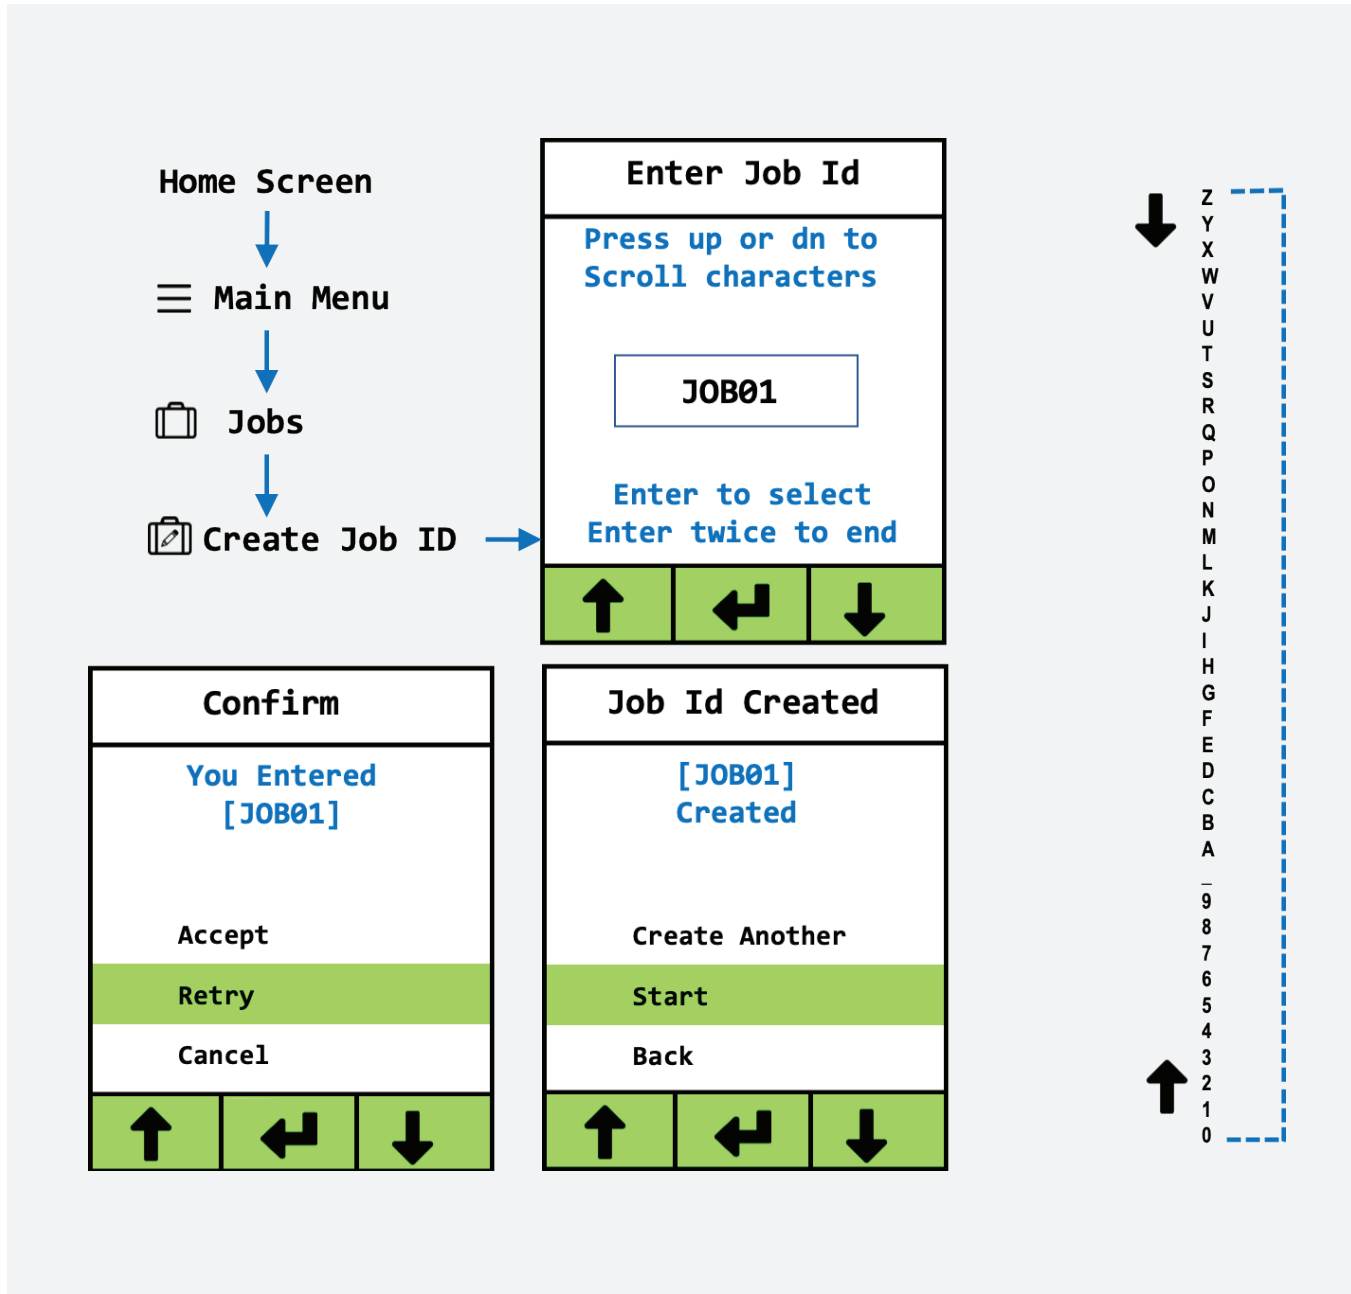 Home Screen
Main Menu
Jobs
Create Job ID
Enter Job Id
Press up or dn to
Scroll characters
JOB01
Enter to select
Enter twice to end
Confirm
You Entered
[JOB01]
Accept
Retry
Cancel
Job Id Created
[JOB01]
Created
Create Another
Start
Back
Z
Y
X
W
V
U
T
S
R
Q
P
O
N
M
L
K
J
I
H
G
F
E
D
C
B
A
_
9
8
7
6
5
4
3
2
1
0